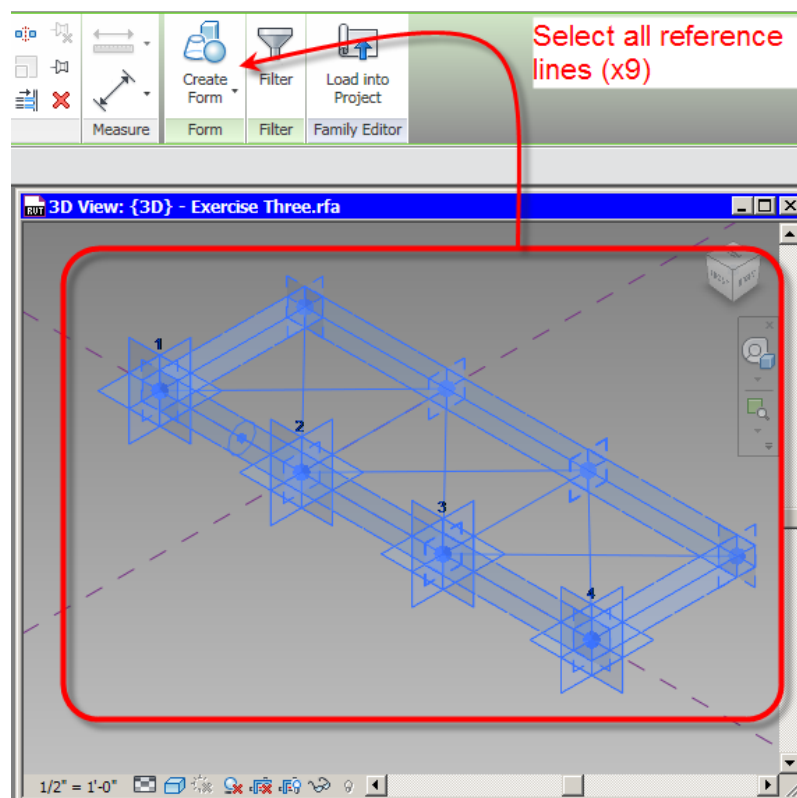 Select all reference
lines (x9)
Create
Form
Filter
Load into
Project
Measure
Form
Filter
Family Editor
RVT
3D View: {3D} - Exercise Three.rfa
1
2
3
4
1/2" = 1'-0"